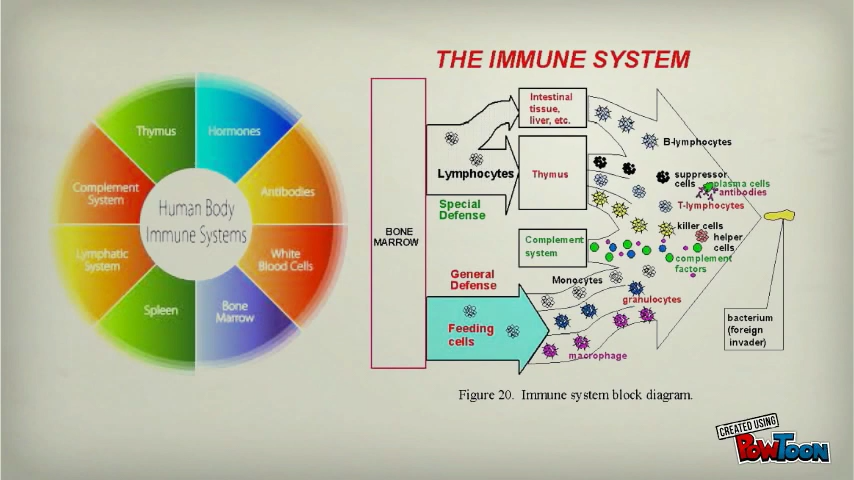 THE IMMUNE SYSTEM
Thymus
Hormones
Complement
System
Antibodies
Human Body
Immune Systems
Lymphatic
System
White
Blood Cells
Spleen
Bone
Marrow
BONE
MARROW
Intestinal
tissue,
liver, etc.
B-lymphocytes
Lymphocytes
Thymus
suppressor
cells
plasma cells
antibodies
T-lymphocytes
Special
Defense
killer cells
helper
cells
Complement
system
complement
factors
General
Defense
Monocytes
granulocytes
Feeding
cells
macrophage
bacterium
(foreign
invader)
Figure 20. Immune system block diagram.
CREATED USING
POWTOON